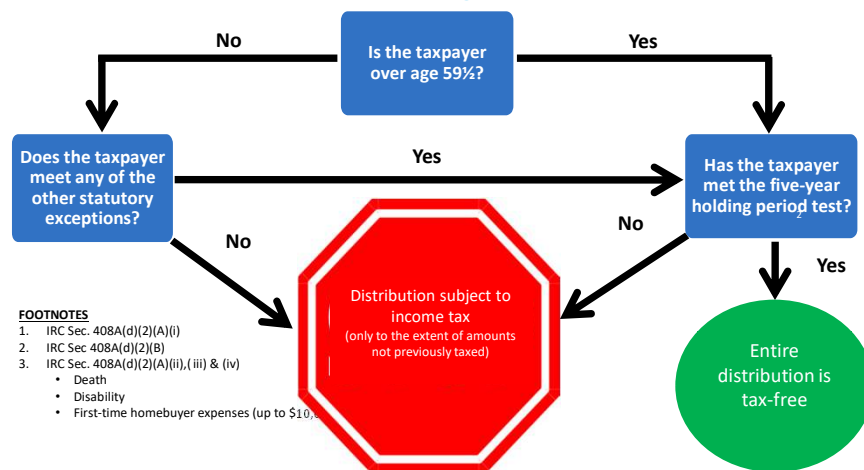 No
Is the taxpayer
over age 59½?
Yes
Does the taxpayer
meet any of the
other statutory
exceptions?
Yes
Has the taxpayer
met the five-year
holding period test?
2
No
No
Yes
Distribution subject to
income tax
(only to the extent of amounts
not previously taxed)
Entire
distribution is
tax-free
FOOTNOTES
1. IRC Sec. 408A(d)(2)(A)(i)
2. IRC Sec 408A(d)(2)(B)
3. IRC Sec. 408A(d)(2)(A)(ii),(iii) & (iv)
• Death
• Disability
• First-time homebuyer expenses (up to